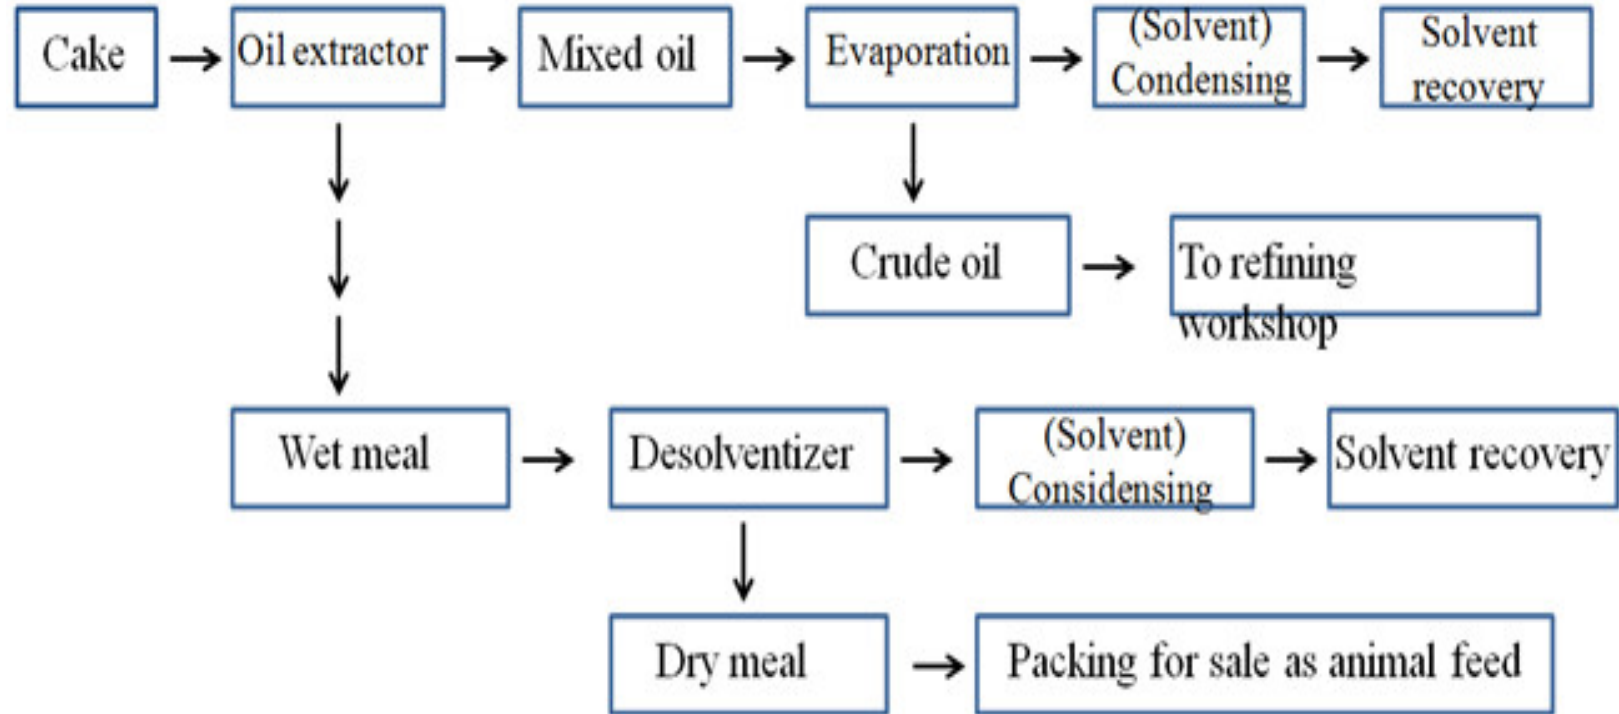 Cake
Oil extractor
Mixed oil
Evaporation
(Solvent)
Condensing
Solvent
recovery
Crude oil
To refining
workshop
Wet meal
Desolventizer
(Solvent)
Considensing
Solvent recovery
Dry meal
Packing for sale as animal feed